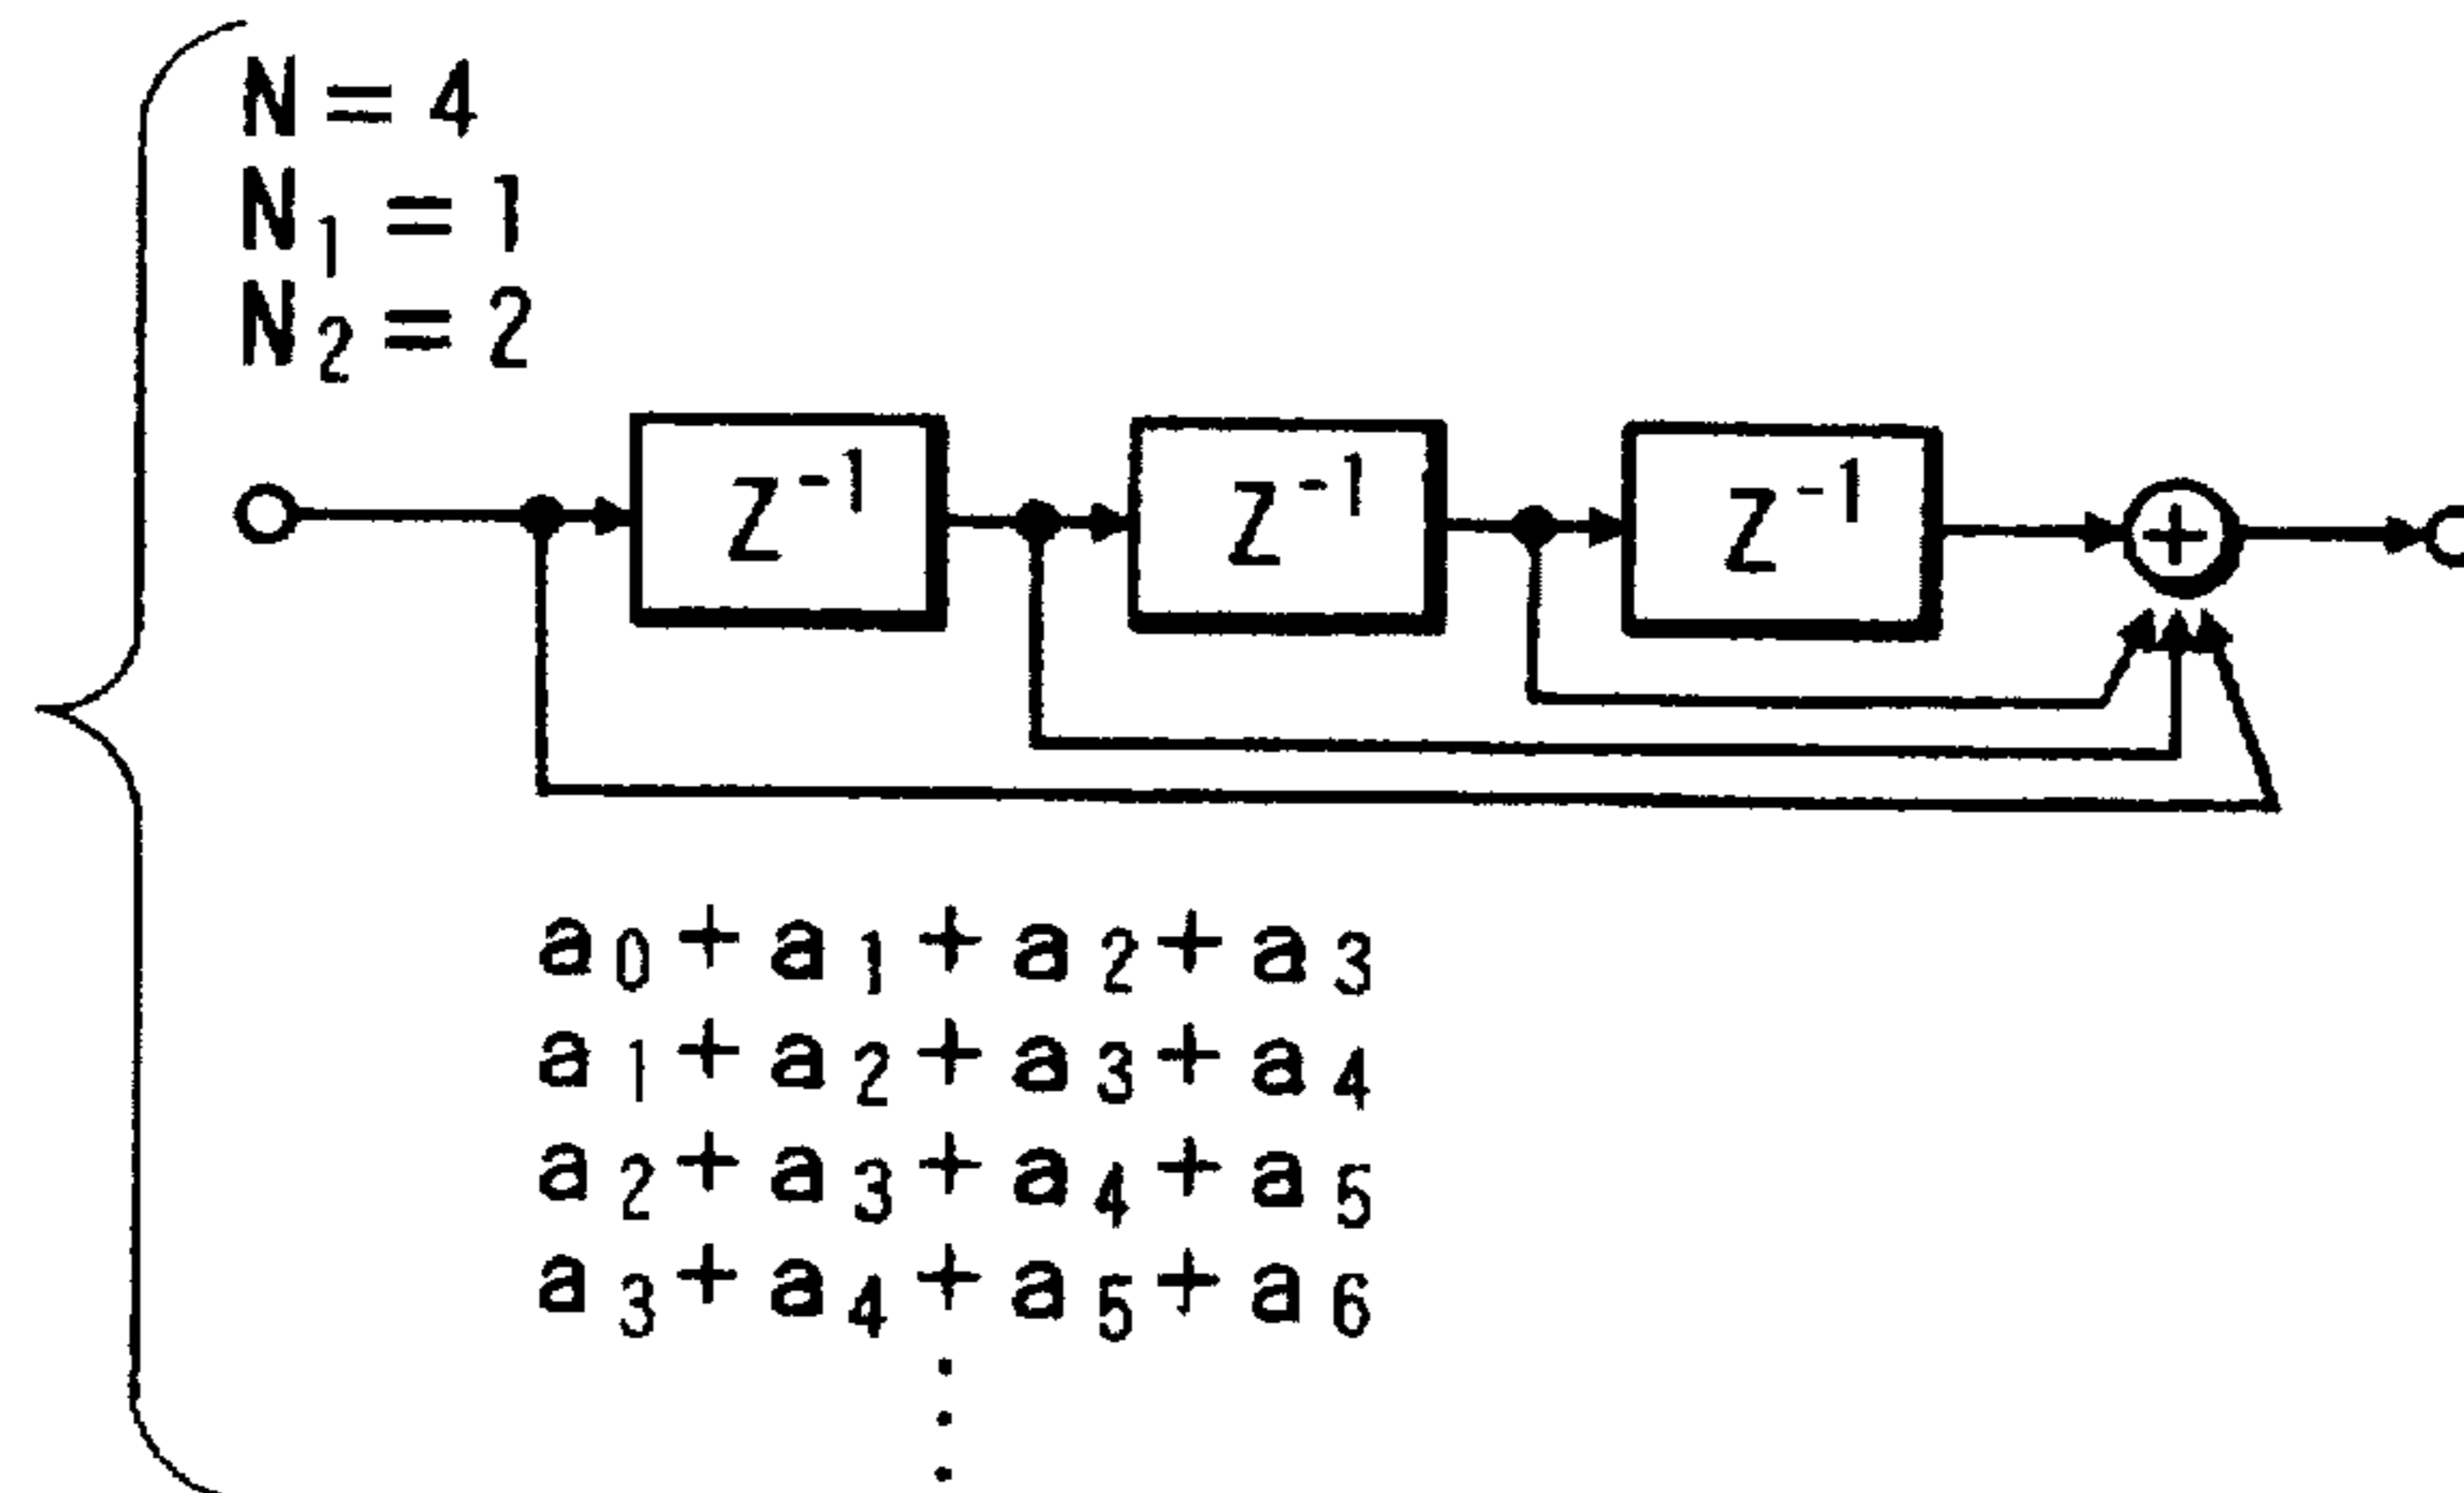 N=4
N₁=1
N₂=2
Z⁻¹ Z⁻¹ Z⁻¹ +
a₀+a₁+a₂+a₃
a₁+a₂+a₃+a₄
a₂+a₃+a₄+a₅
a₃+a₄+a₅+a₆